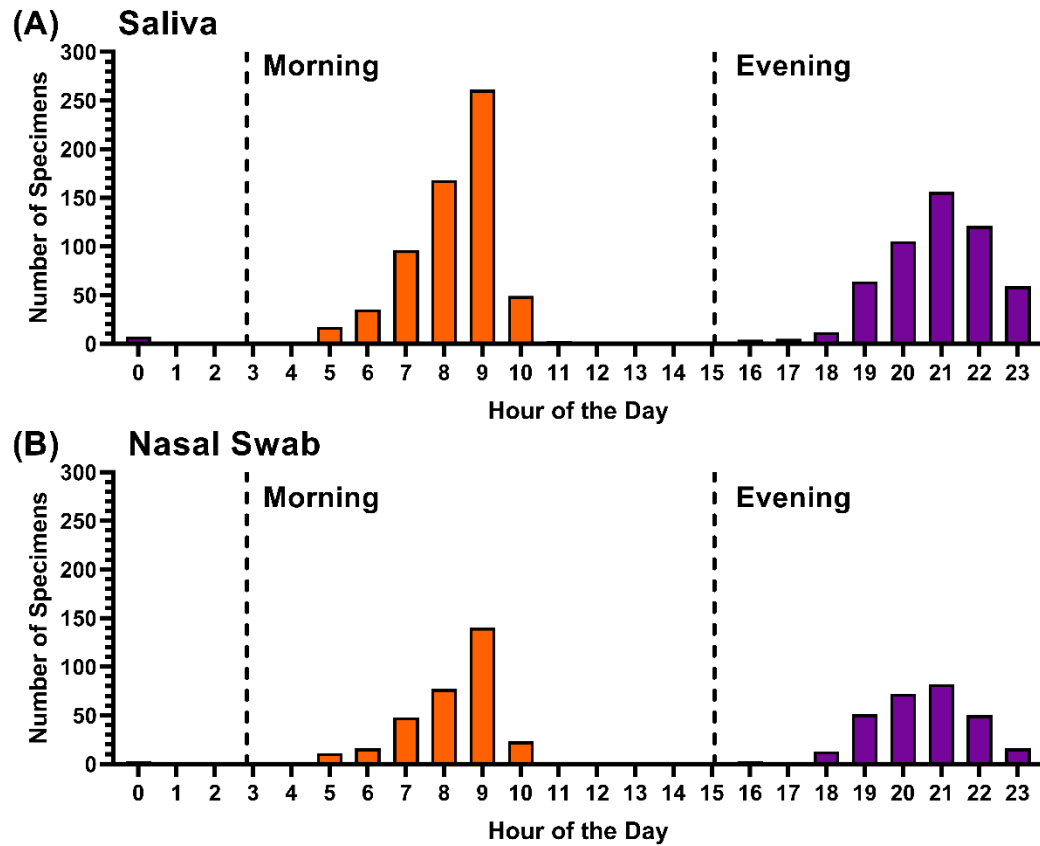 (A) Saliva
Morning
Evening
Number of Specimens
300
250
200
150
100
50
0
0 1 2 3 4 5 6 7 8 9 10 11 12 13 14 15 16 17 18 19 20 21 22 23
Hour of the Day
(B) Nasal Swab
Morning
Evening
Number of Specimens
300
250
200
150
100
50
0
0 1 2 3 4 5 6 7 8 9 10 11 12 13 14 15 16 17 18 19 20 21 22 23
Hour of the Day